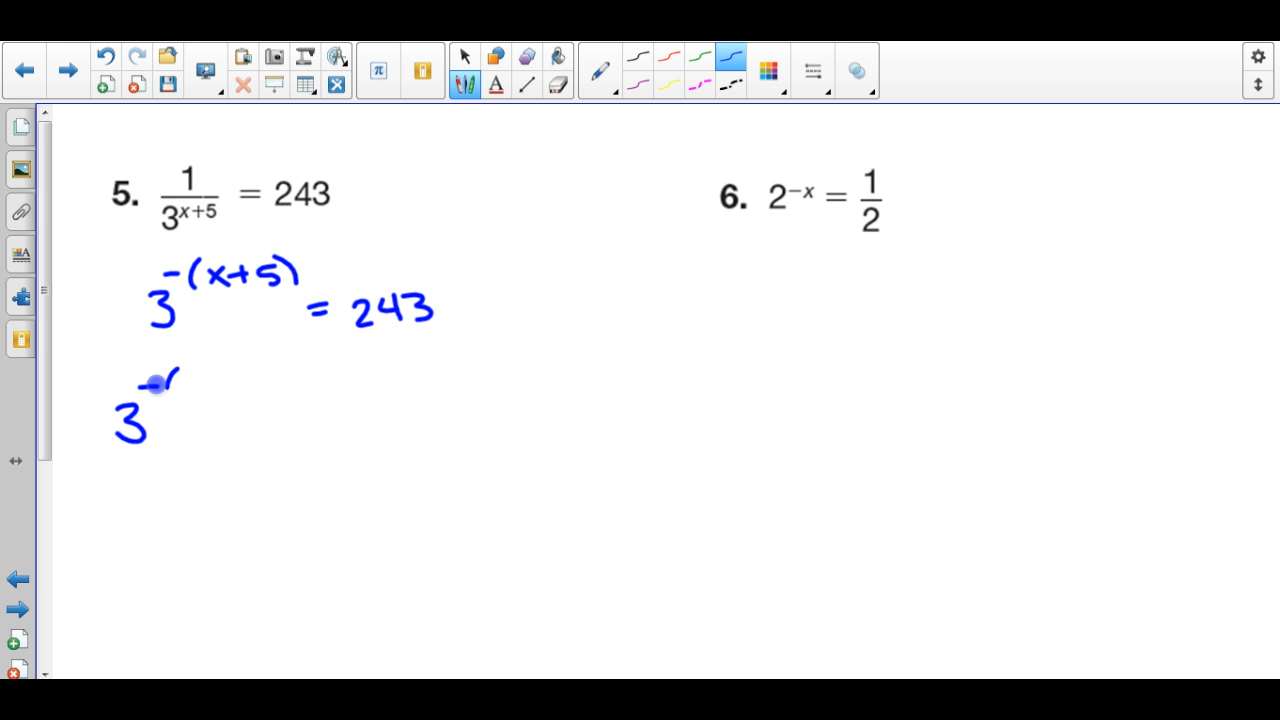 5. 1/3^(x+5) = 243
6. 2^(-x) = 1/2
3^-(x+5) = 243
3^-(